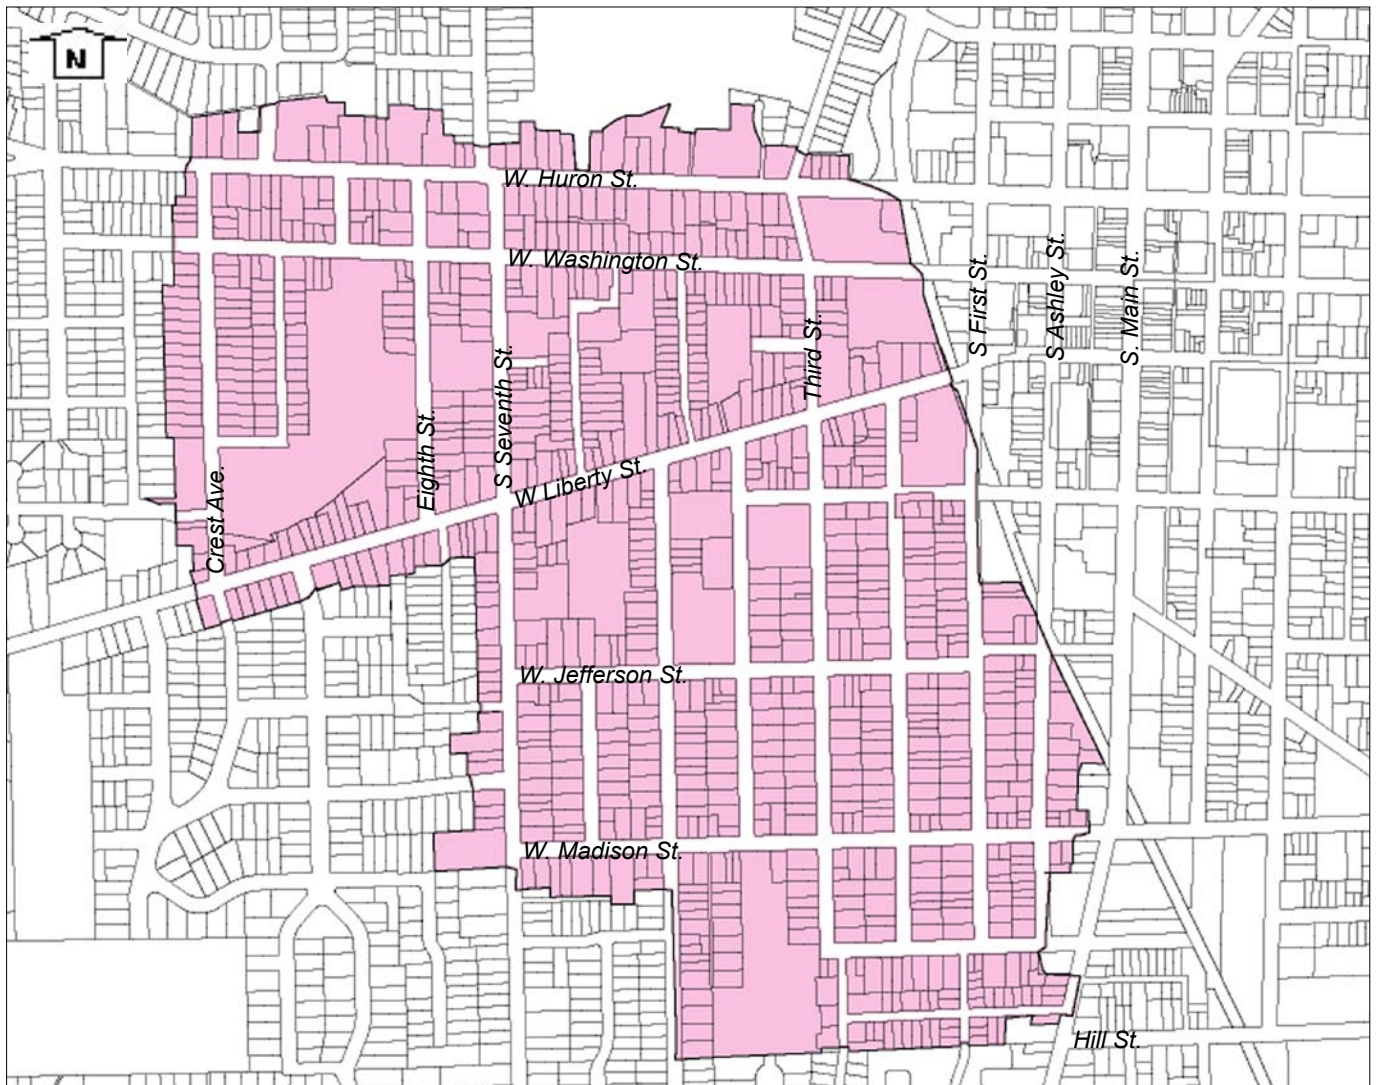 N
W. Huron St.
W. Washington St.
S First St.
S Ashley St.
S. Main St.
Third St.
S Seventh St.
Eighth St.
Crest Ave.
W Liberty St.
W. Jefferson St.
W. Madison St.
Hill St.